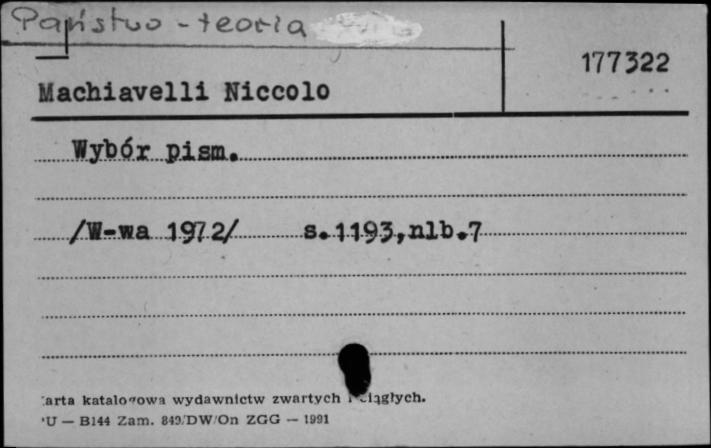 Państwo - teoria
177322
Machiavelli Niccolo
Wybór pism.
/W-wa 1972/ s.1193,nlb.7
arta katalogowa wydawnictw zwartych i ciągłych.
U — B144 Zam. 849/DW/On ZGG — 1991